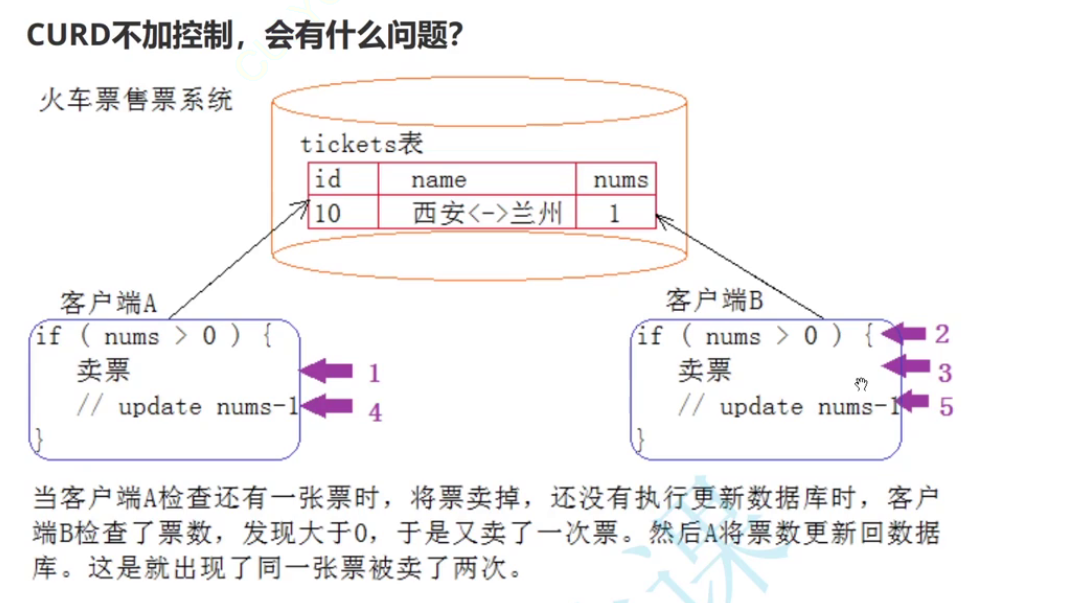 CURD不加控制，会有什么问题？
火车票售票系统
tickets表
id name nums
10 西安<->兰州 1
客户端A
if ( nums > 0 ) {
卖票
// update nums-1
}
1
4
客户端B
if ( nums > 0 ) {
卖票
// update nums-1
}
2
3
5
当客户端A检查还有一张票时，将票卖掉，还没有执行更新数据库时，客户
端B检查了票数，发现大于0，于是又卖了一次票。然后A将票数更新回数据
库。这是就出现了同一张票被卖了两次。
课